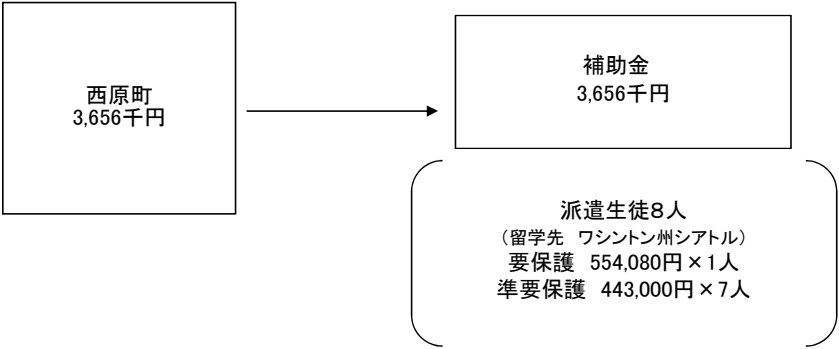 西原町
3,656千円
補助金
3,656千円
派遣生徒８人
（留学先　ワシントン州シアトル）
要保護　554,080円×1人
準要保護　443,000円×7人